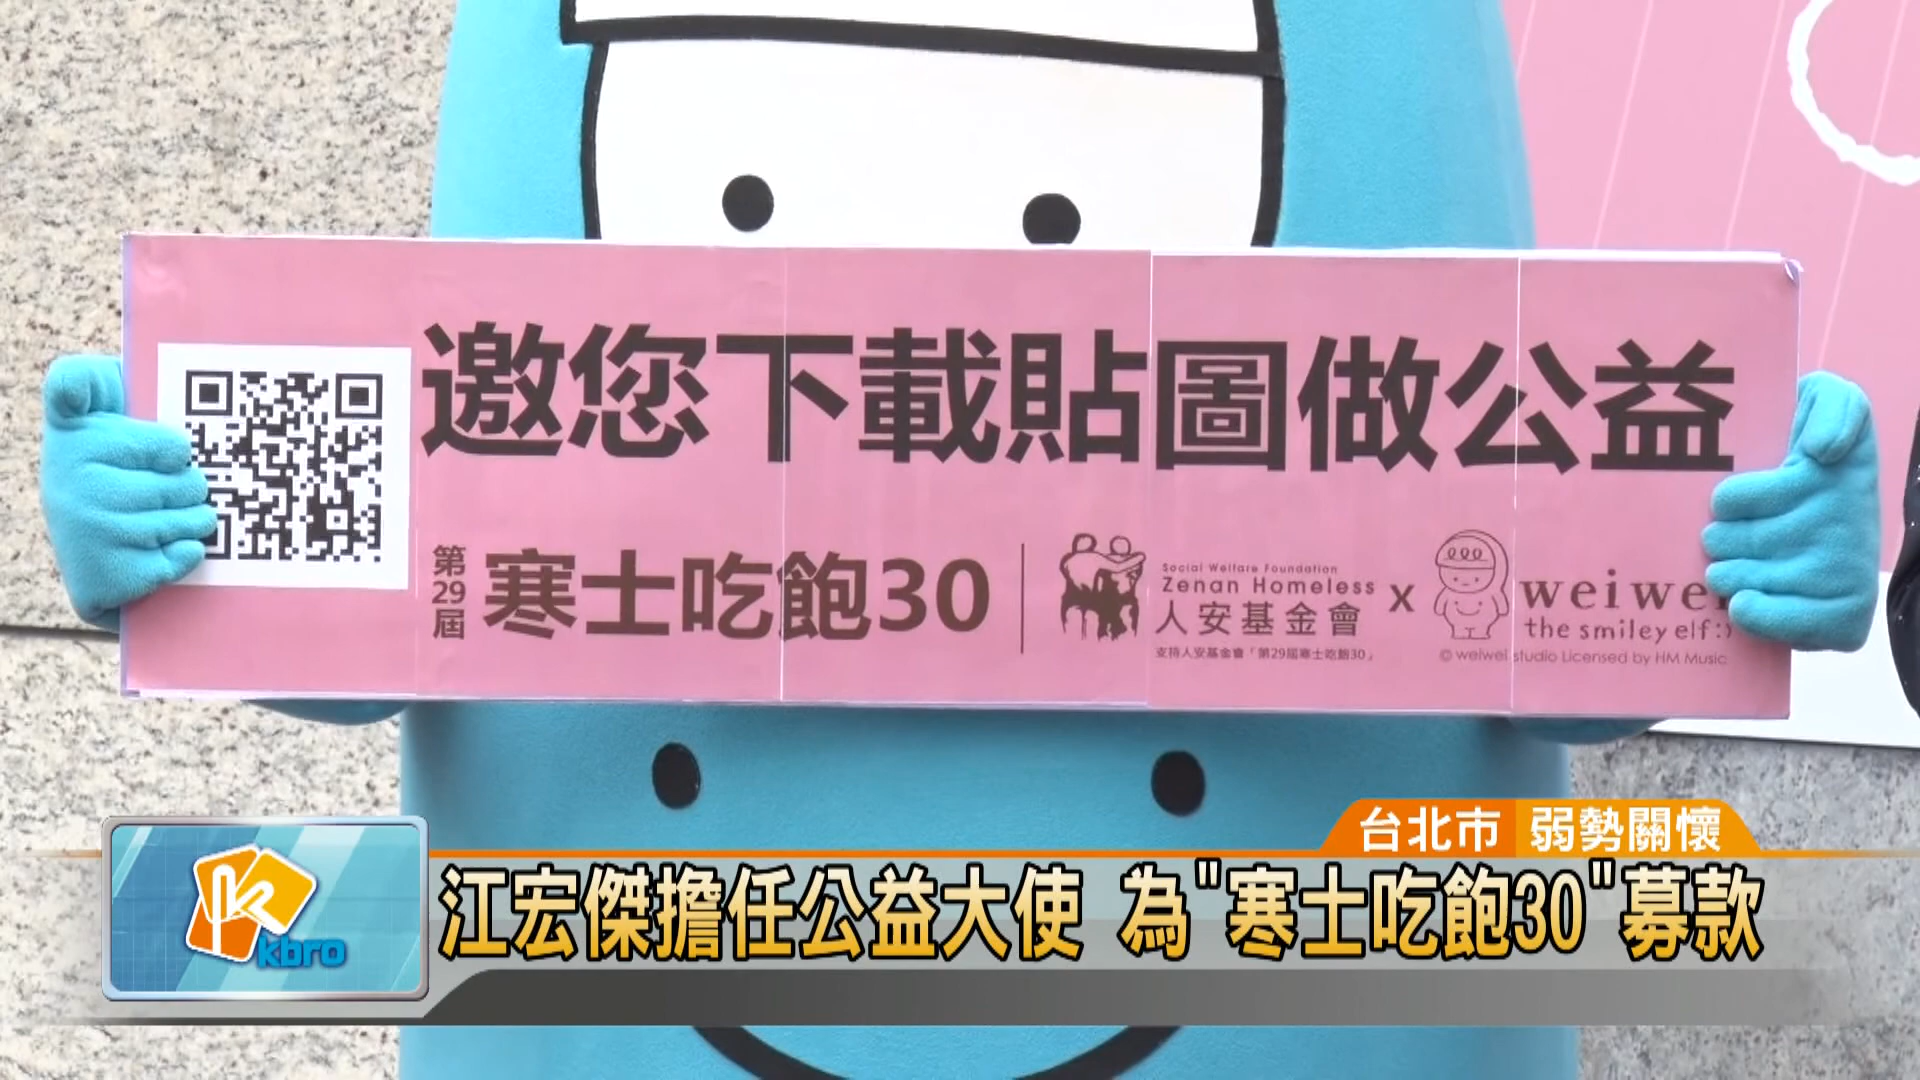 邀您下載貼圖做公益
第29屆
寒士吃飽30
Social Welfare Foundation
Zenan Homeless
人安基金會
支持人安基金會「第29屆寒士吃飽30」
x
weiwei
the smiley elf:)
© weiwei studio Licensed by HM Music
台北市 弱勢關懷
kbro
江宏傑擔任公益大使 為"寒士吃飽30"募款